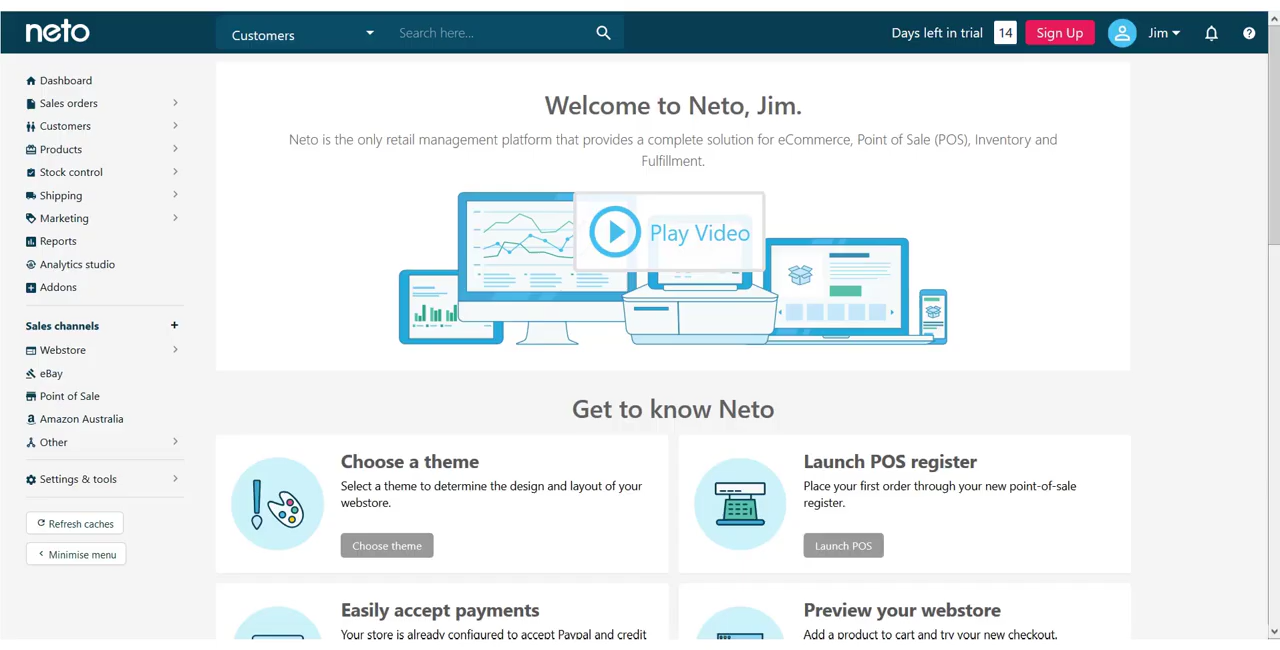 neto
Customers
Search here...
Days left in trial 14 Sign Up Jim
Dashboard
Sales orders
Customers
Products
Stock control
Shipping
Marketing
Reports
Analytics studio
Addons
Sales channels +
Webstore
eBay
Point of Sale
Amazon Australia
Other
Settings & tools
Refresh caches
Minimise menu
Welcome to Neto, Jim.
Neto is the only retail management platform that provides a complete solution for eCommerce, Point of Sale (POS), Inventory and
Fulfillment.
Play Video
Get to know Neto
Choose a theme
Select a theme to determine the design and layout of your
webstore.
Choose theme
Launch POS register
Place your first order through your new point-of-sale
register.
Launch POS
Easily accept payments
Your store is already configured to accept Paypal and credit
Preview your webstore
Add a product to cart and try your new checkout.